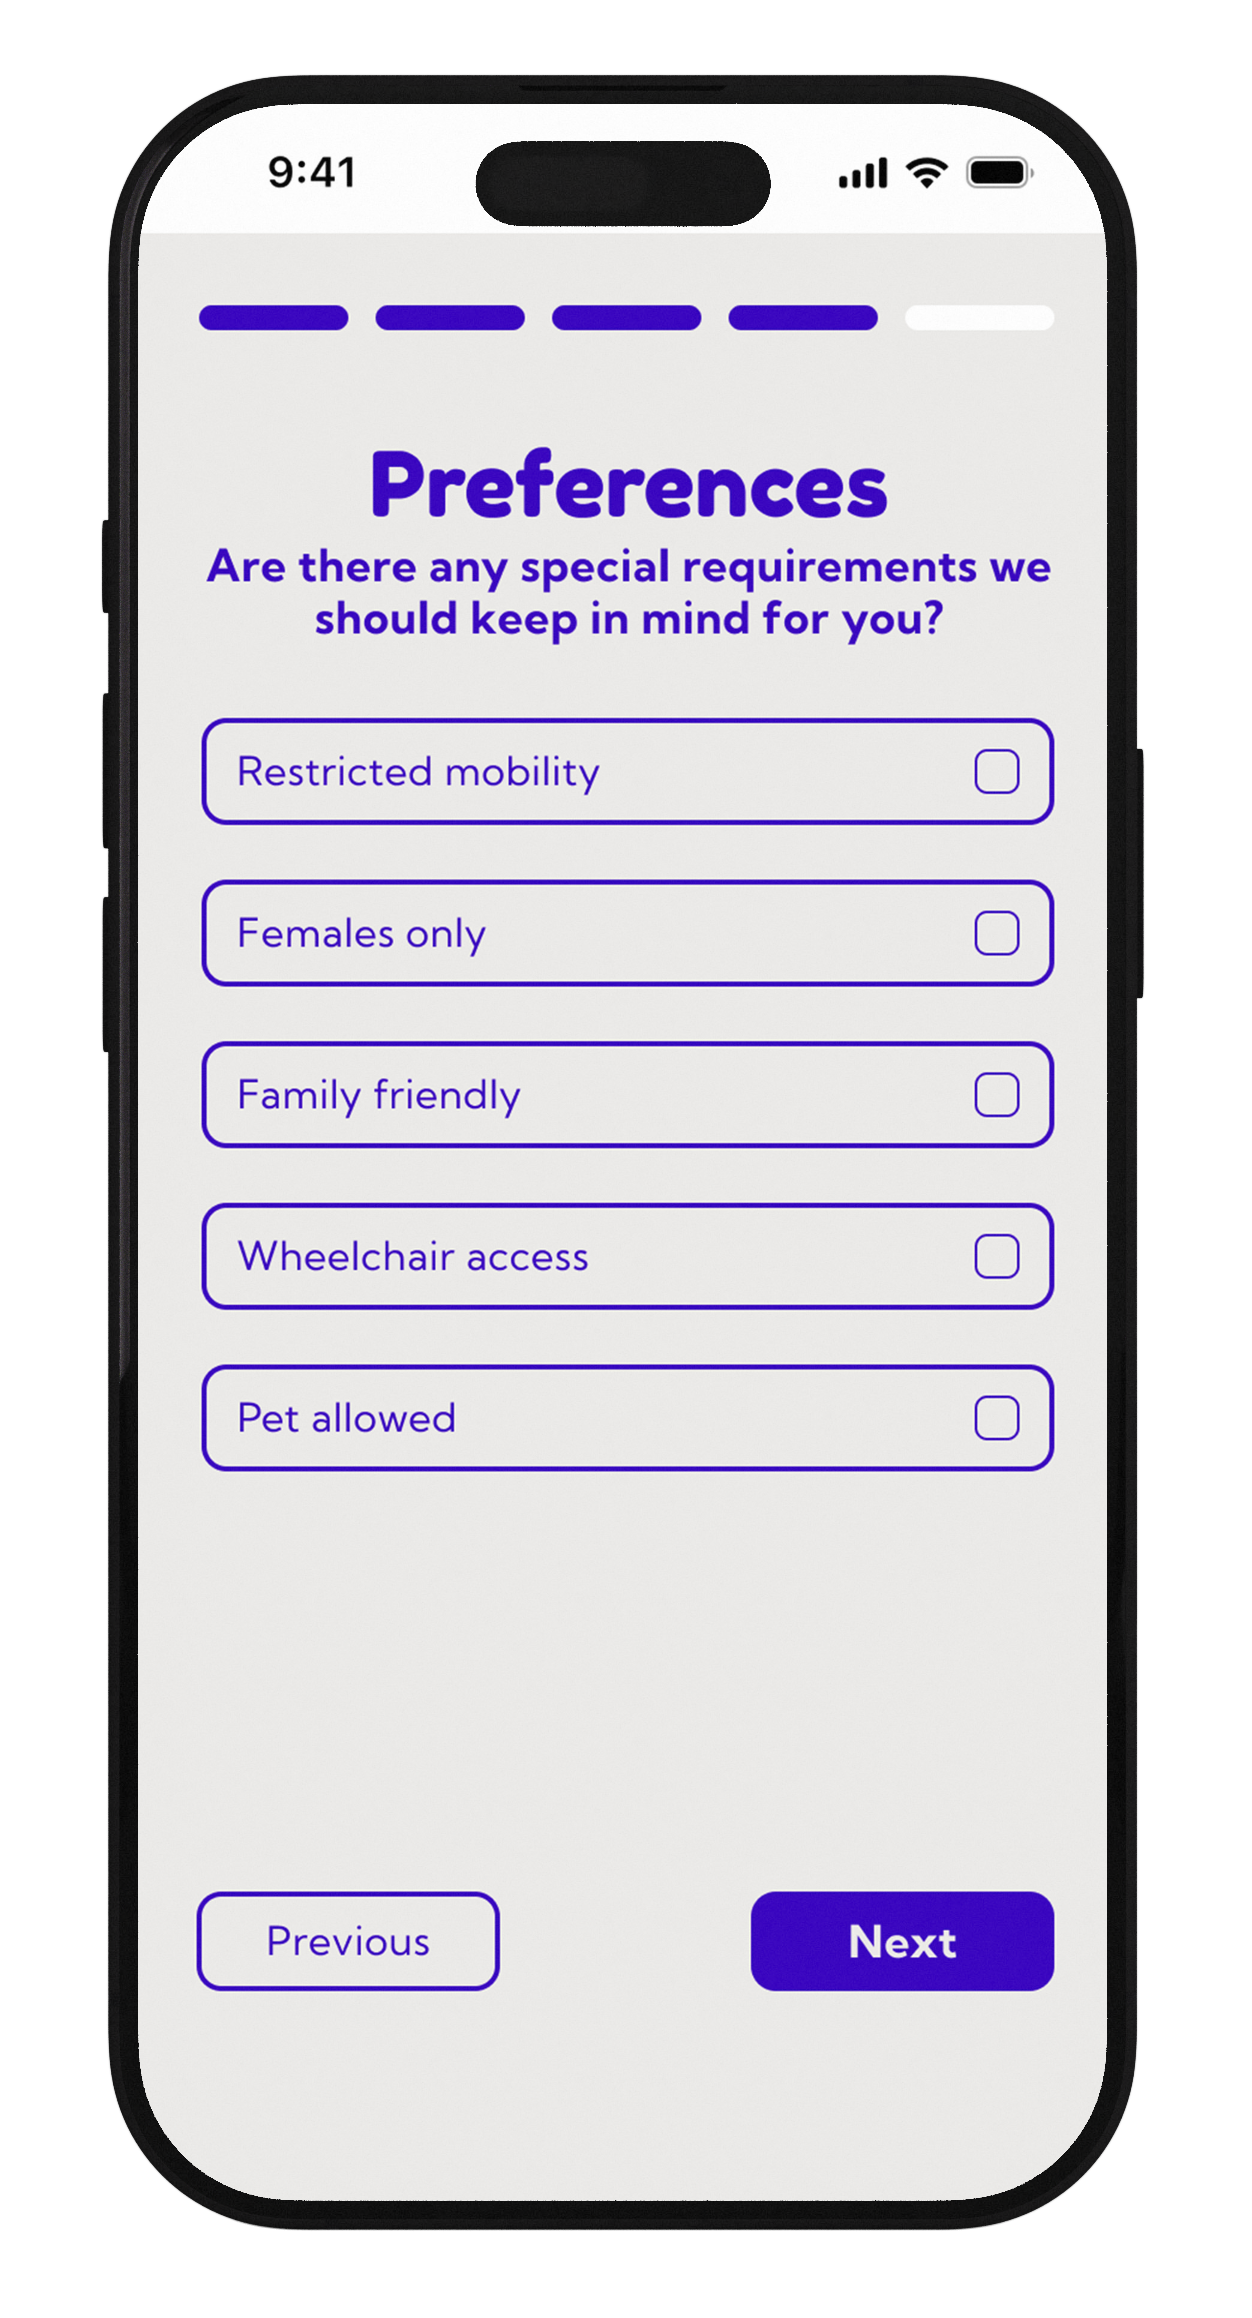 9:41
Preferences
Are there any special requirements we
should keep in mind for you?
Restricted mobility
Females only
Family friendly
Wheelchair access
Pet allowed
Previous
Next